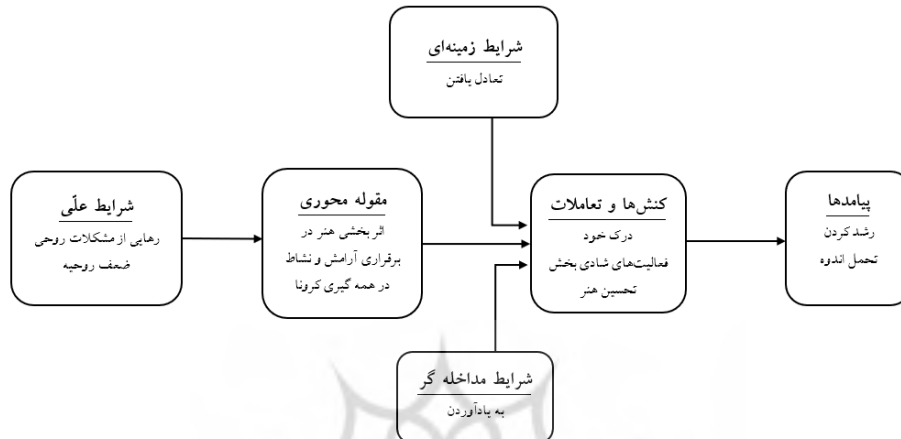 شرایط زمینه‌ای
تعادل یافتن
شرایط علّی
رهایی از مشکلات روحی
ضعف روحیه
مقوله محوری
اثر بخشی هنر در
برقراری آرامش و نشاط
در همه گیری کرونا
کنش‌ها و تعاملات
درک خود
فعالیت‌های شادی بخش
تحسین هنر
پیامدها
رشد کردن
تحمل اندوه
شرایط مداخله گر
به یادآوردن